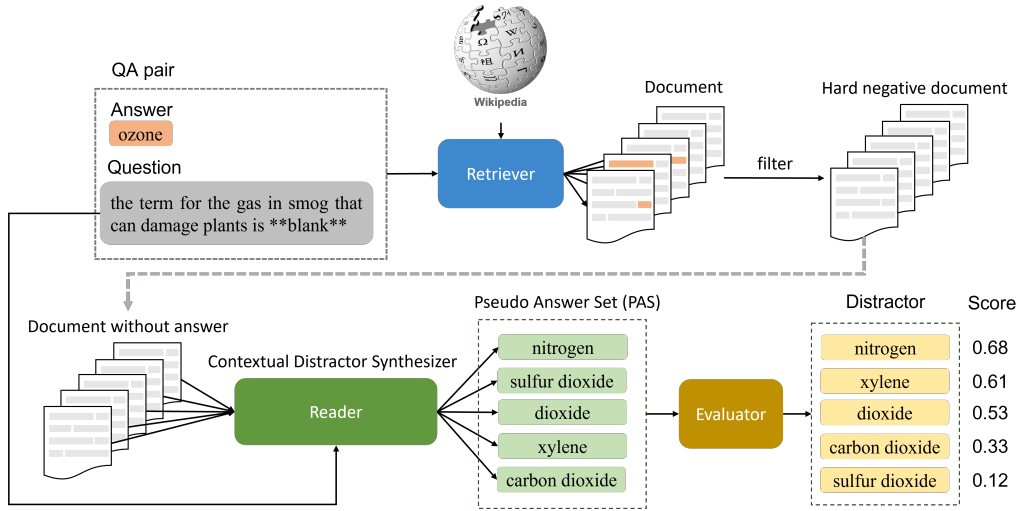 QA pair
Answer
ozone
Question
the term for the gas in smog that
can damage plants is **blank**
Wikipedia
Retriever
Document
filter
Hard negative document
Document without answer
Contextual Distractor Synthesizer
Reader
Pseudo Answer Set (PAS)
nitrogen
sulfur dioxide
dioxide
xylene
carbon dioxide
Evaluator
Distractor Score
nitrogen 0.68
xylene 0.61
dioxide 0.53
carbon dioxide 0.33
sulfur dioxide 0.12